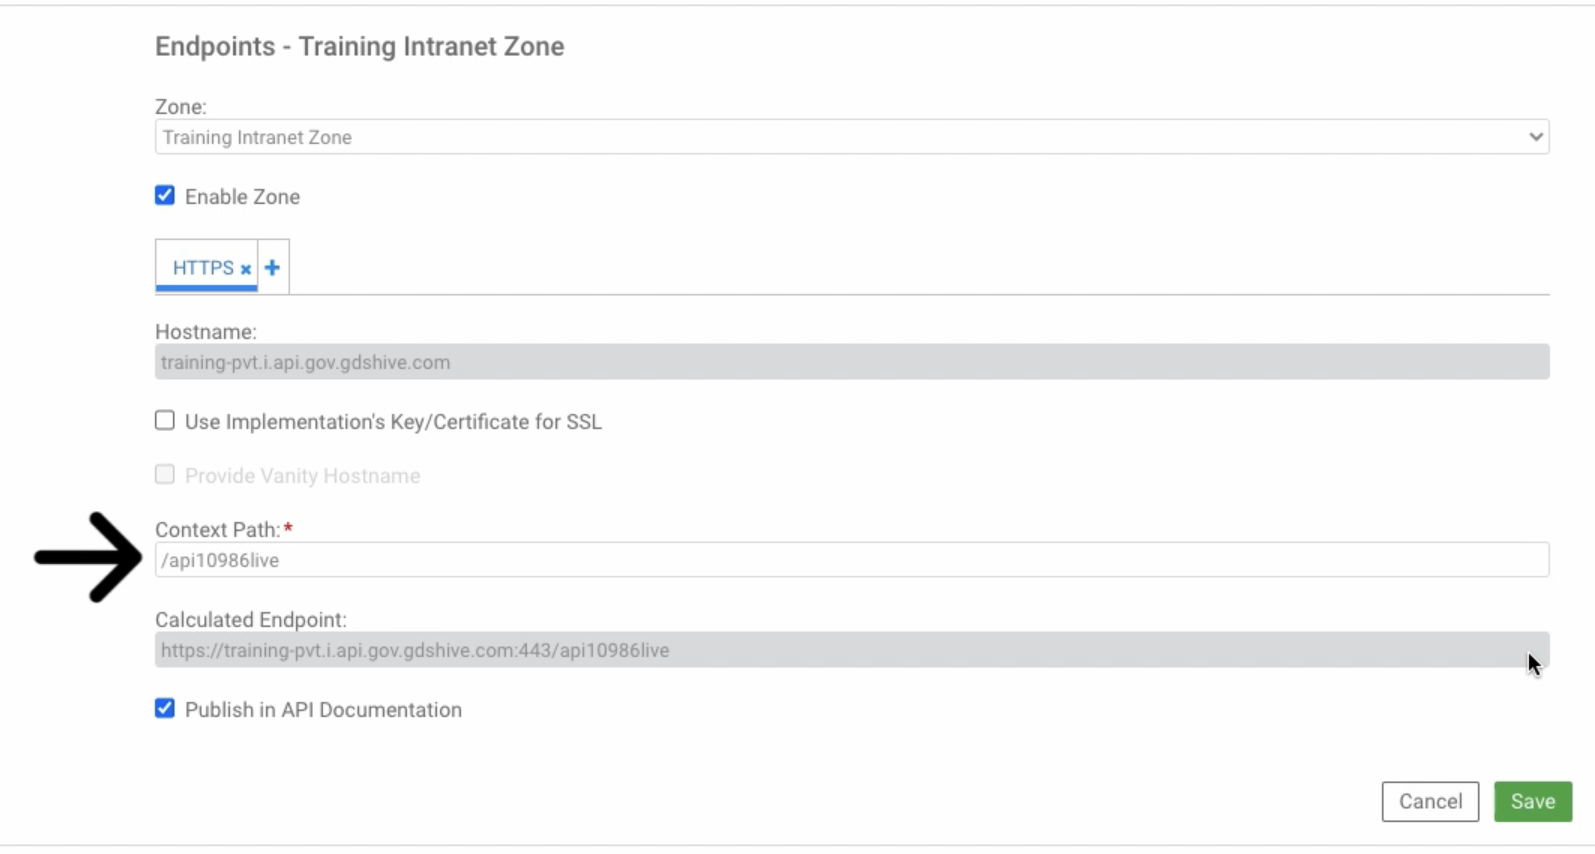 Endpoints - Training Intranet Zone
Zone:
Training Intranet Zone
Enable Zone
HTTPS
Hostname:
training-pvt.i.api.gov.gdshive.com
Use Implementation's Key/Certificate for SSL
Provide Vanity Hostname
Context Path:*
/api10986live
Calculated Endpoint:
https://training-pvt.i.api.gov.gdshive.com:443/api10986live
Publish in API Documentation
Cancel Save